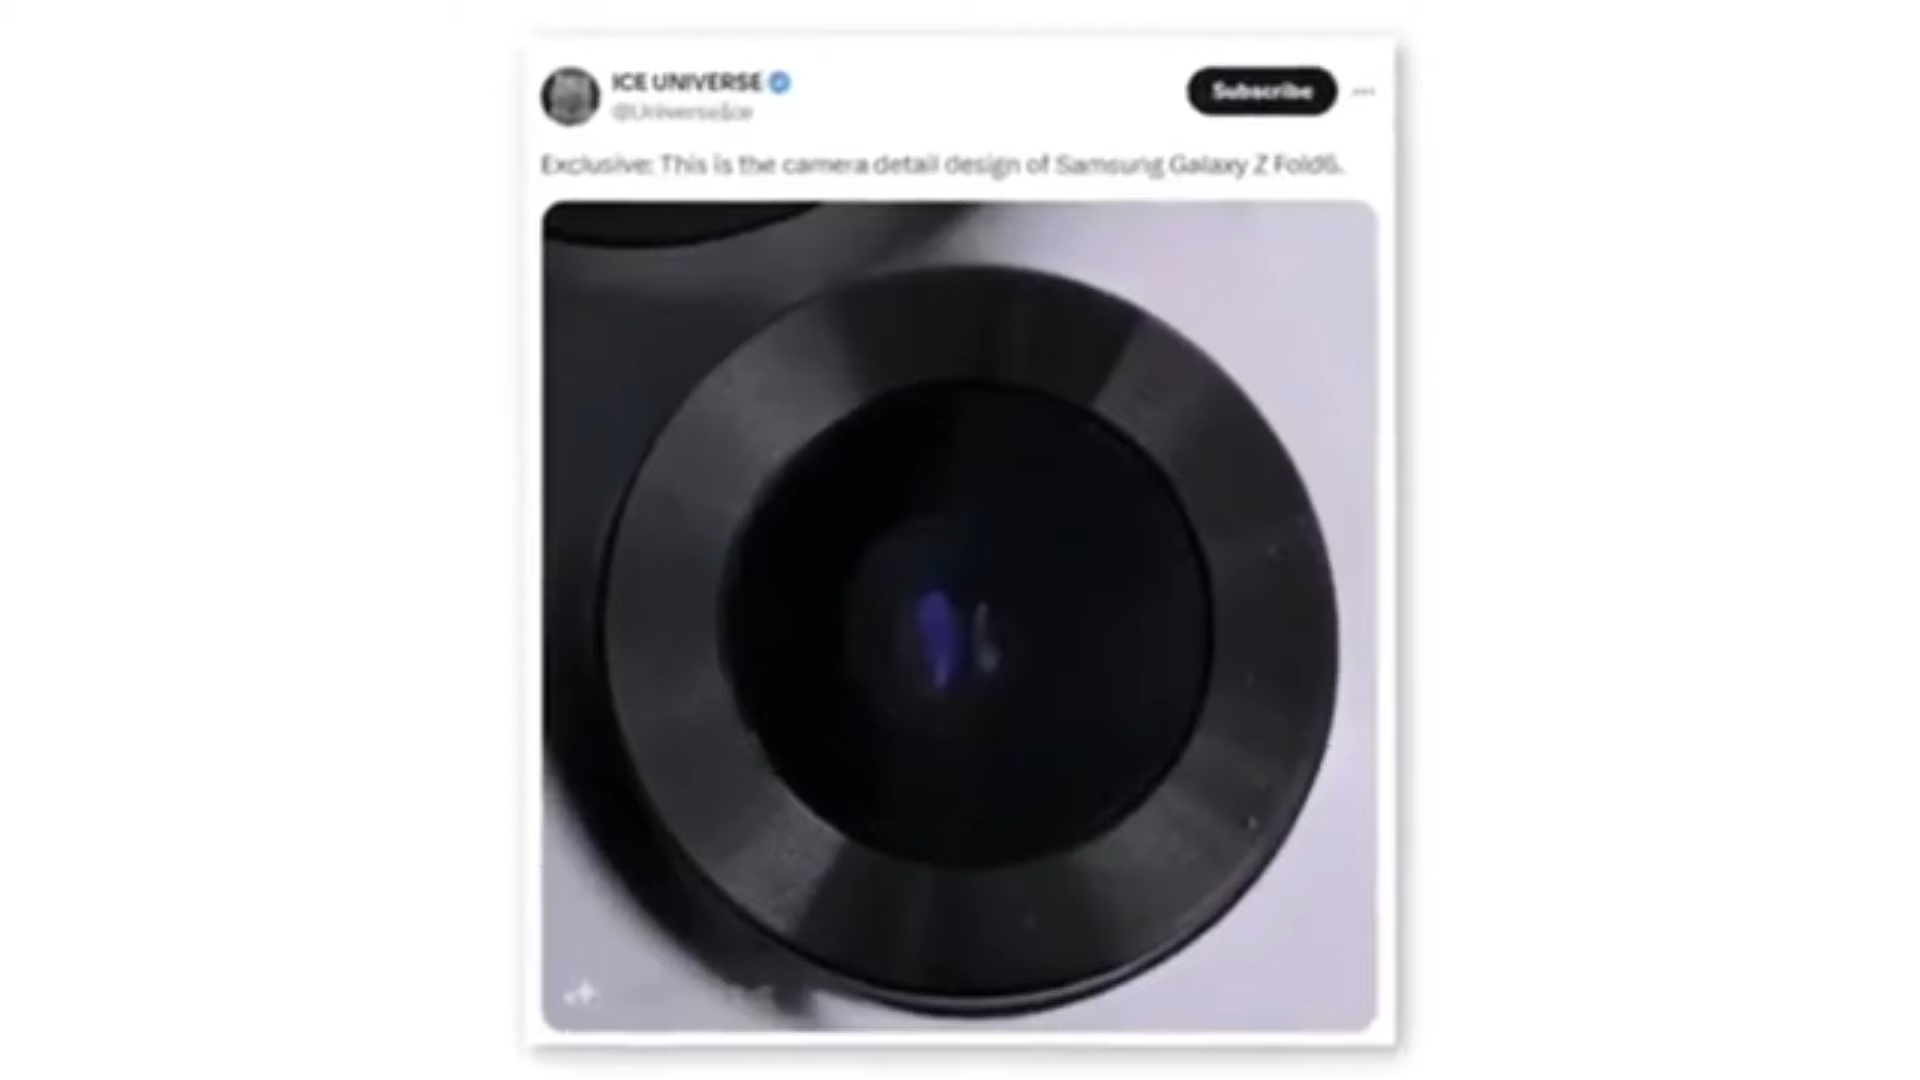 ICE UNIVERSE
Subscribe
@UniverseIce
Exclusive: This is the camera detail design of Samsung Galaxy Z Fold6.